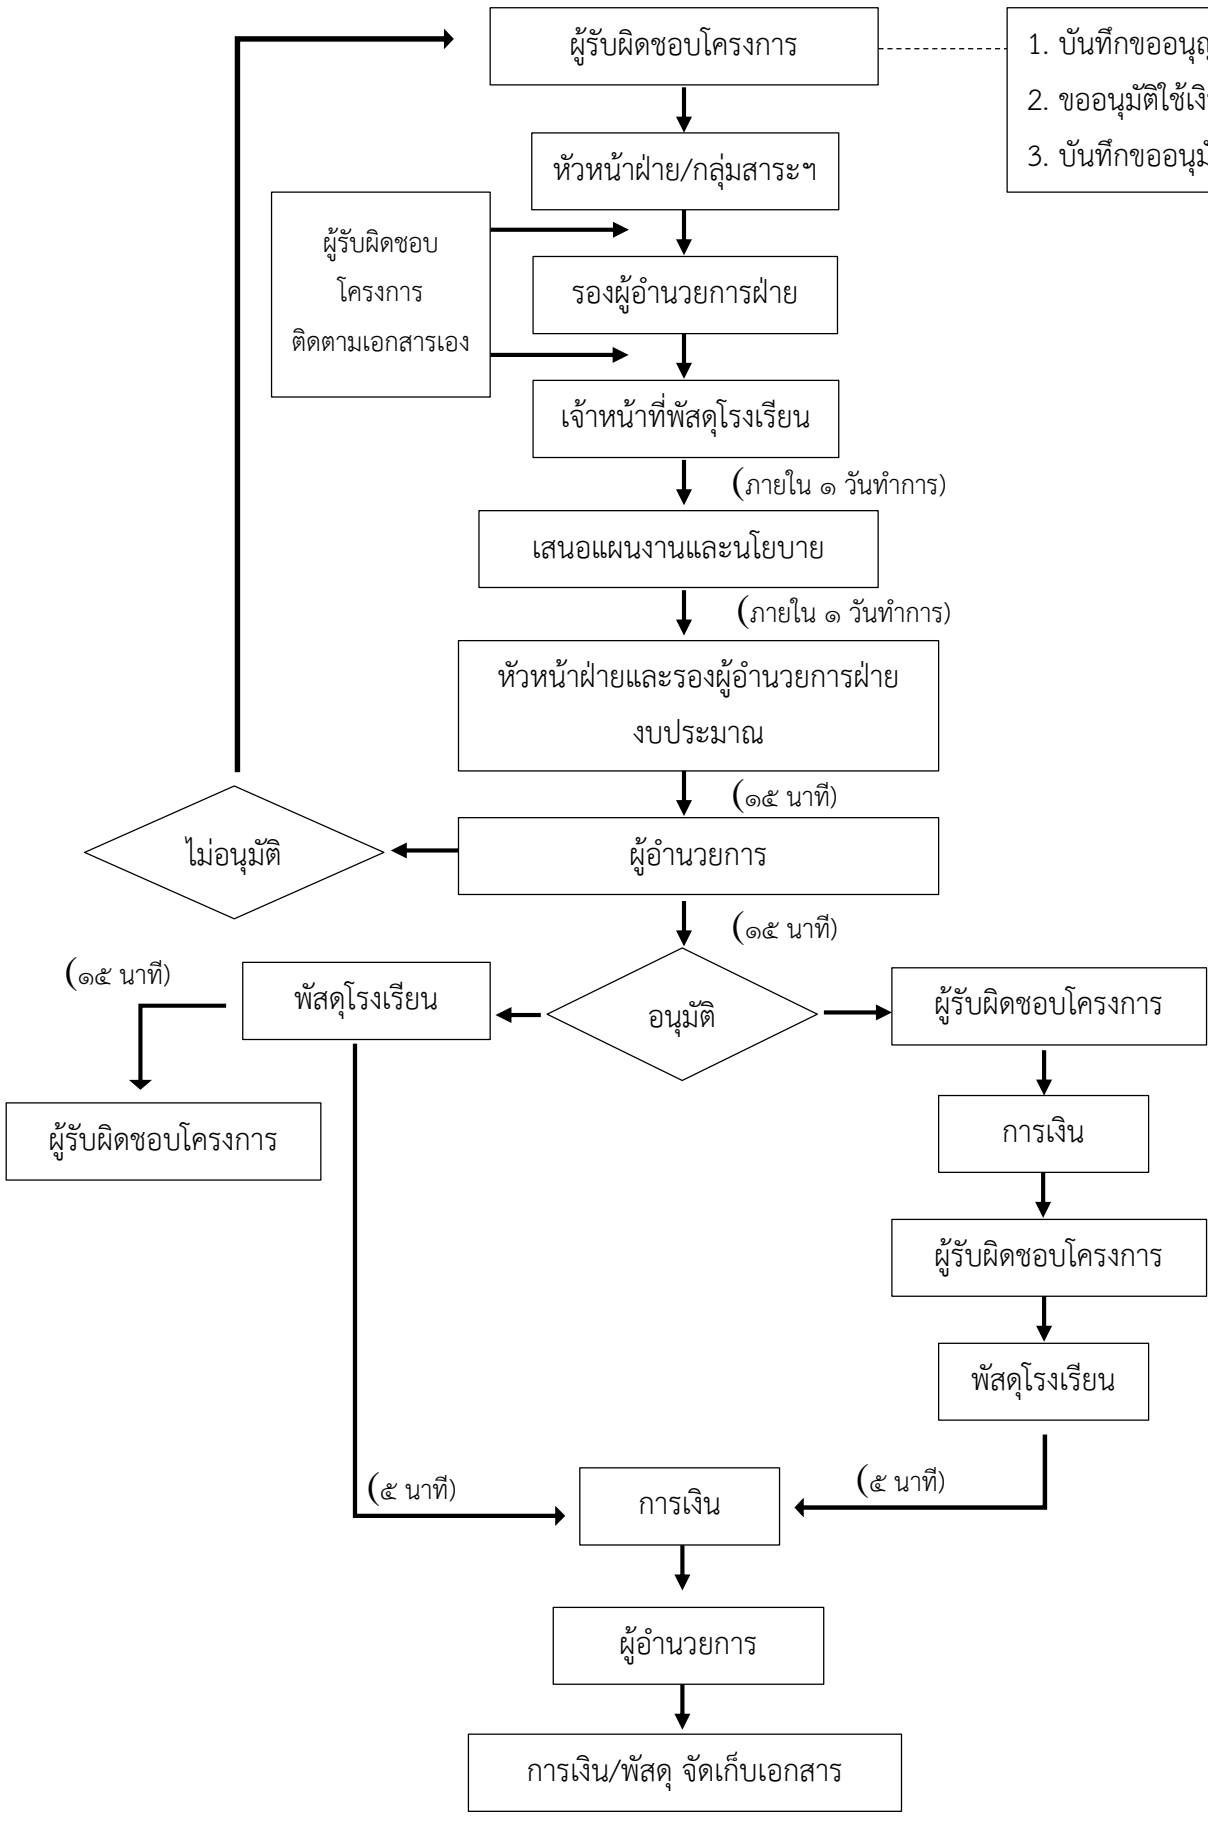 ผู้รับผิดชอบโครงการ
1. บันทึกขออนุญ
2. ขออนุมัติใช้เงิ
3. บันทึกขออนุมั
หัวหน้าฝ่าย/กลุ่มสาระฯ
ผู้รับผิดชอบ
โครงการ
ติดตามเอกสารเอง
รองผู้อำนวยการฝ่าย
เจ้าหน้าที่พัสดุโรงเรียน
(ภายใน ๑ วันทำการ)
เสนอแผนงานและนโยบาย
(ภายใน ๑ วันทำการ)
หัวหน้าฝ่ายและรองผู้อำนวยการฝ่าย
งบประมาณ
(๑๕ นาที)
ไม่อนุมัติ
ผู้อำนวยการ
(๑๕ นาที)
(๑๕ นาที)
พัสดุโรงเรียน
อนุมัติ
ผู้รับผิดชอบโครงการ
ผู้รับผิดชอบโครงการ
การเงิน
ผู้รับผิดชอบโครงการ
พัสดุโรงเรียน
(๕ นาที)
การเงิน
(๕ นาที)
ผู้อำนวยการ
การเงิน/พัสดุ จัดเก็บเอกสาร